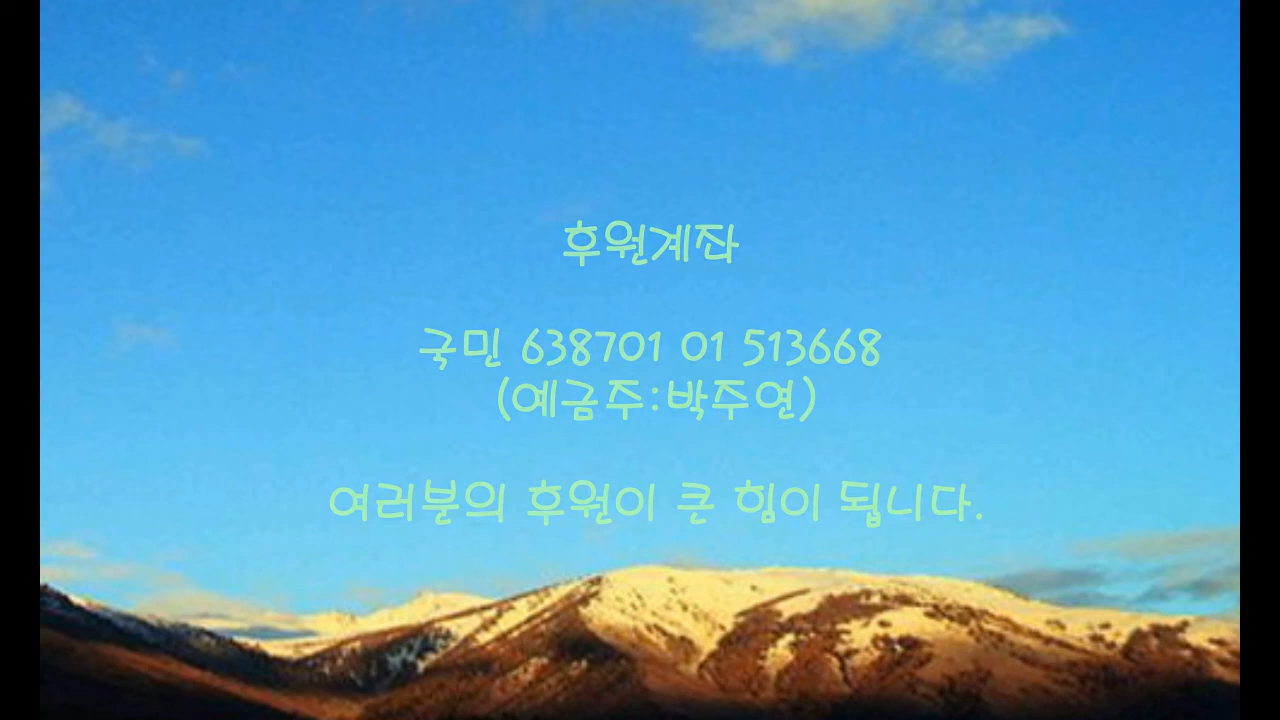 후원계좌
국민 638701 01 513668
(예금주:박주연)
여러분의 후원이 큰 힘이 됩니다.